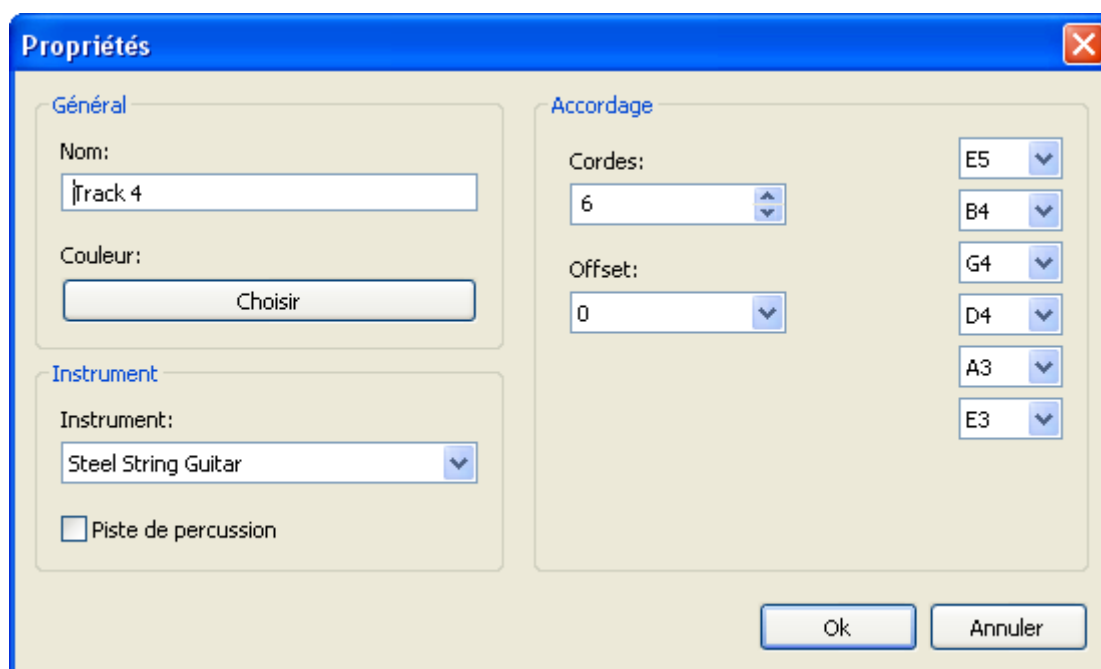 Propriétés
Général
Nom:
Track 4
Couleur:
Choisir
Instrument
Instrument:
Steel String Guitar
Piste de percussion
Accordage
Cordes:
6
Offset:
0
E5
B4
G4
D4
A3
E3
Ok
Annuler